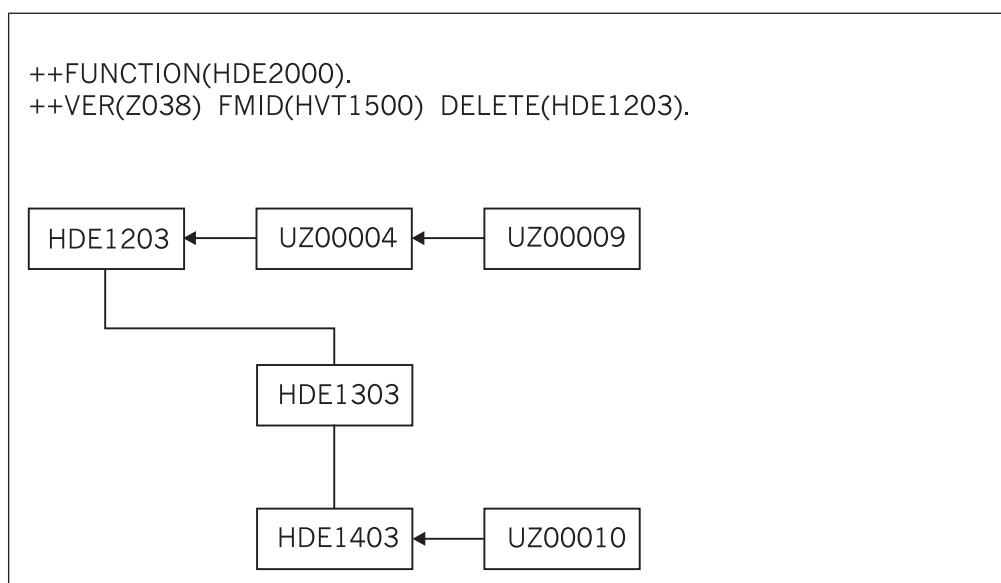 ++FUNCTION(HDE2000).
++VER(Z038) FMID(HVT1500) DELETE(HDE1203).
HDE1203 UZ00004 UZ00009
HDE1303
HDE1403 UZ00010